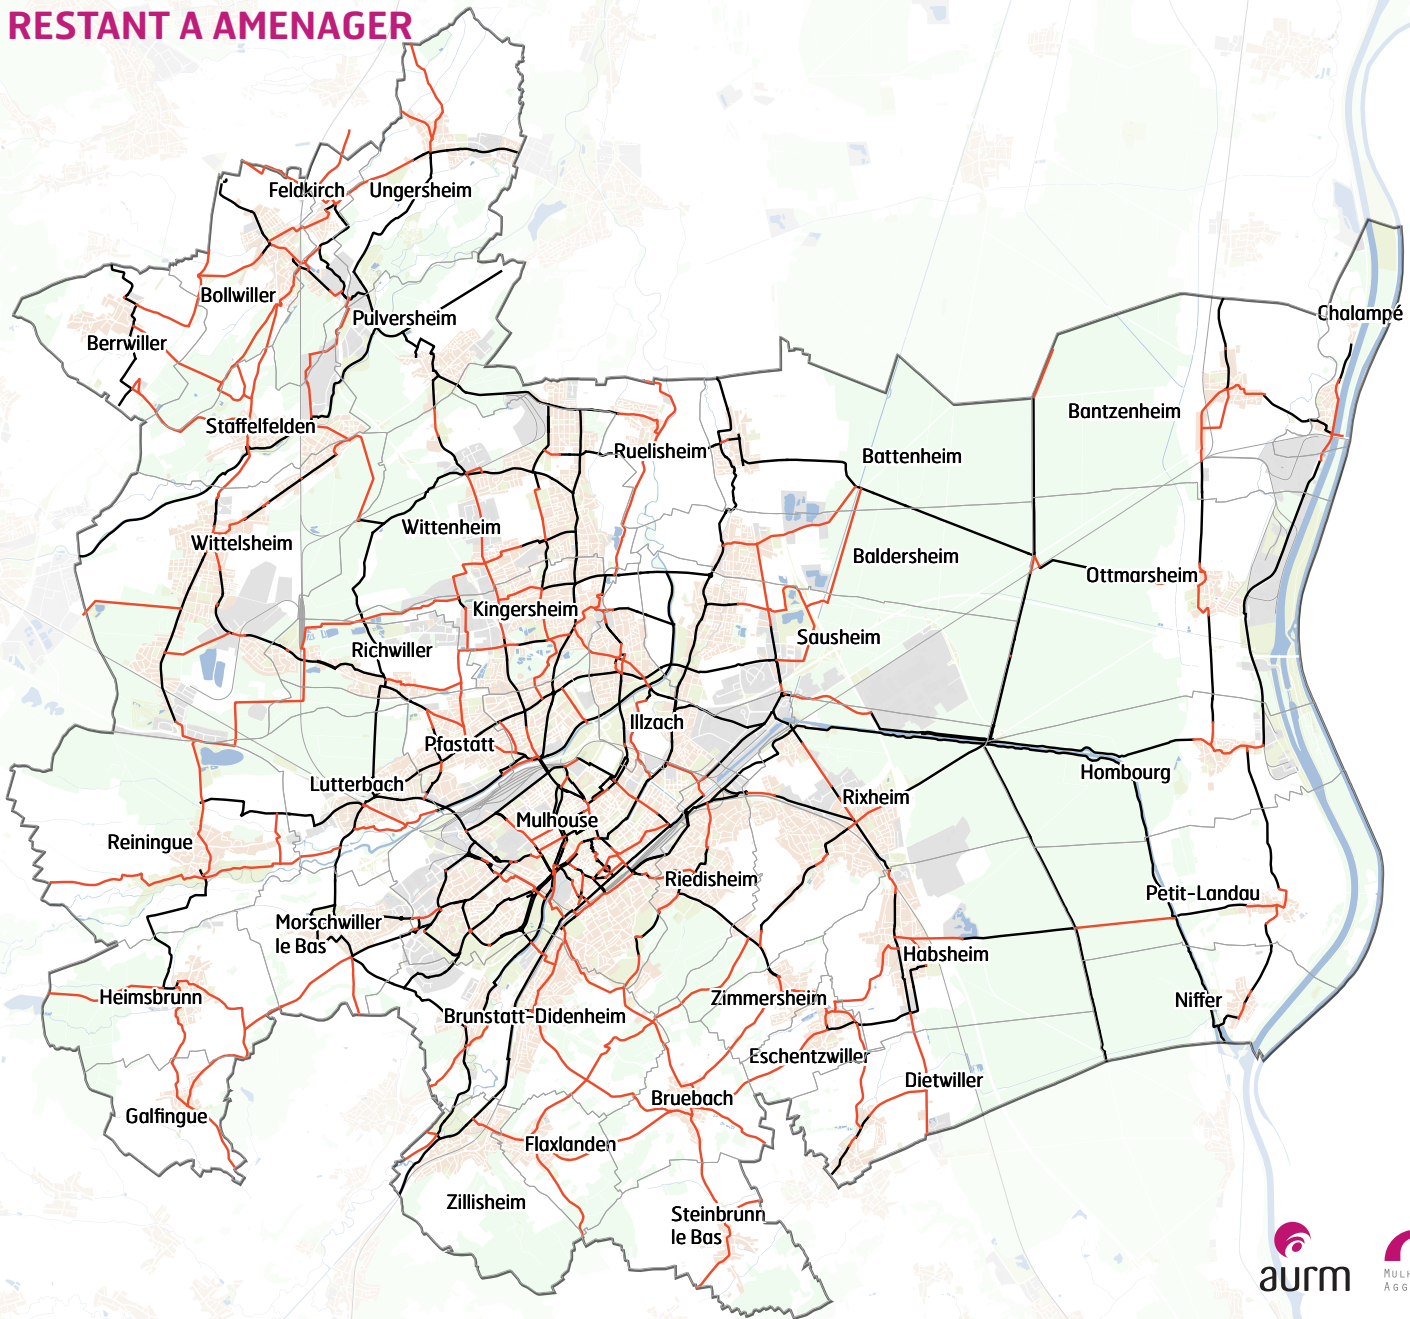 RESTANT A AMENAGER
Feldkirch
Ungersheim
Bollwiller
Pulversheim
Chalampé
Berrwiller
Bantzenheim
Staffelfelden
Ruelisheim
Battenheim
Wittenheim
Wittelsheim
Baldersheim
Ottmarsheim
Kingersheim
Sausheim
Richwiller
Illzach
Pfastatt
Hombourg
Lutterbach
Rixheim
Mulhouse
Reiningue
Riedisheim
Petit-Landau
Morschwiller
le Bas
Habsheim
Heimsbrunn
Zimmersheim
Niffer
Brunstatt-Didenheim
Eschentzwiller
Dietwiller
Bruebach
Galfingue
Flaxlanden
Zillisheim
Steinbrunn
le Bas
aurm
MULH
AGG